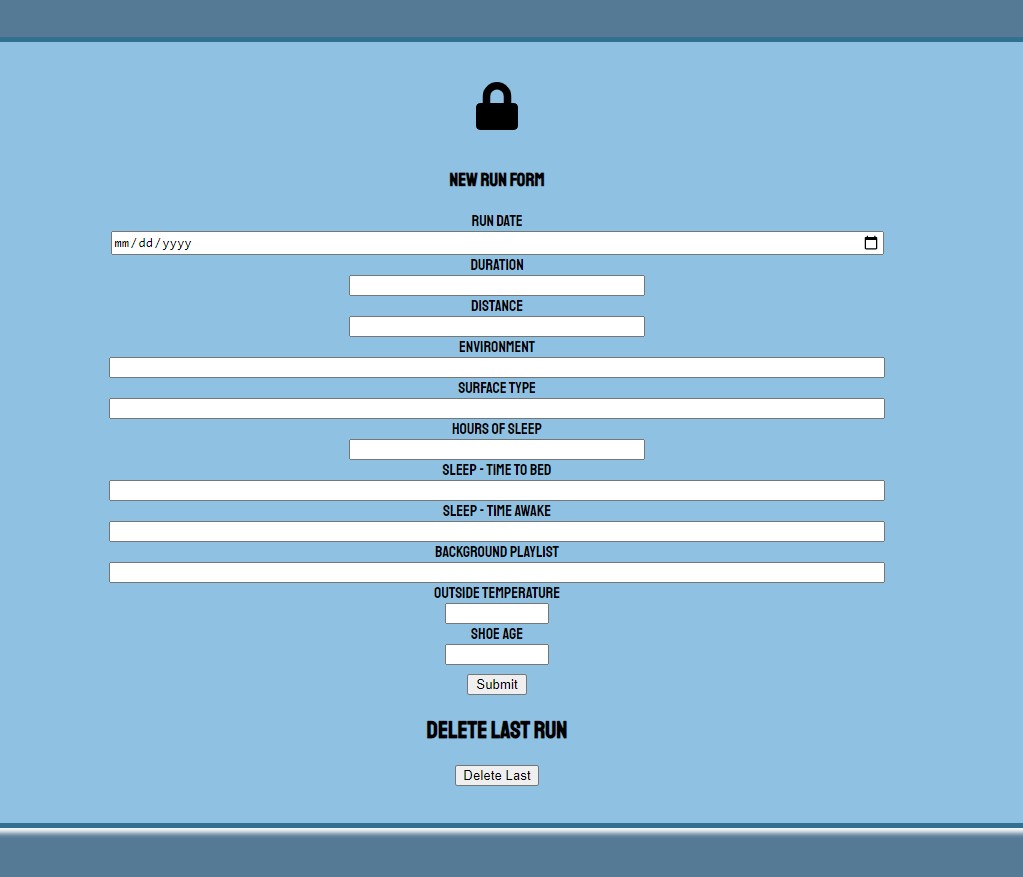 NEW RUN FORM
RUN DATE
mm/dd/yyyy
DURATION
DISTANCE
ENVIRONMENT
SURFACE TYPE
HOURS OF SLEEP
SLEEP - TIME TO BED
SLEEP - TIME AWAKE
BACKGROUND PLAYLIST
OUTSIDE TEMPERATURE
SHOE AGE
Submit
DELETE LAST RUN
Delete Last